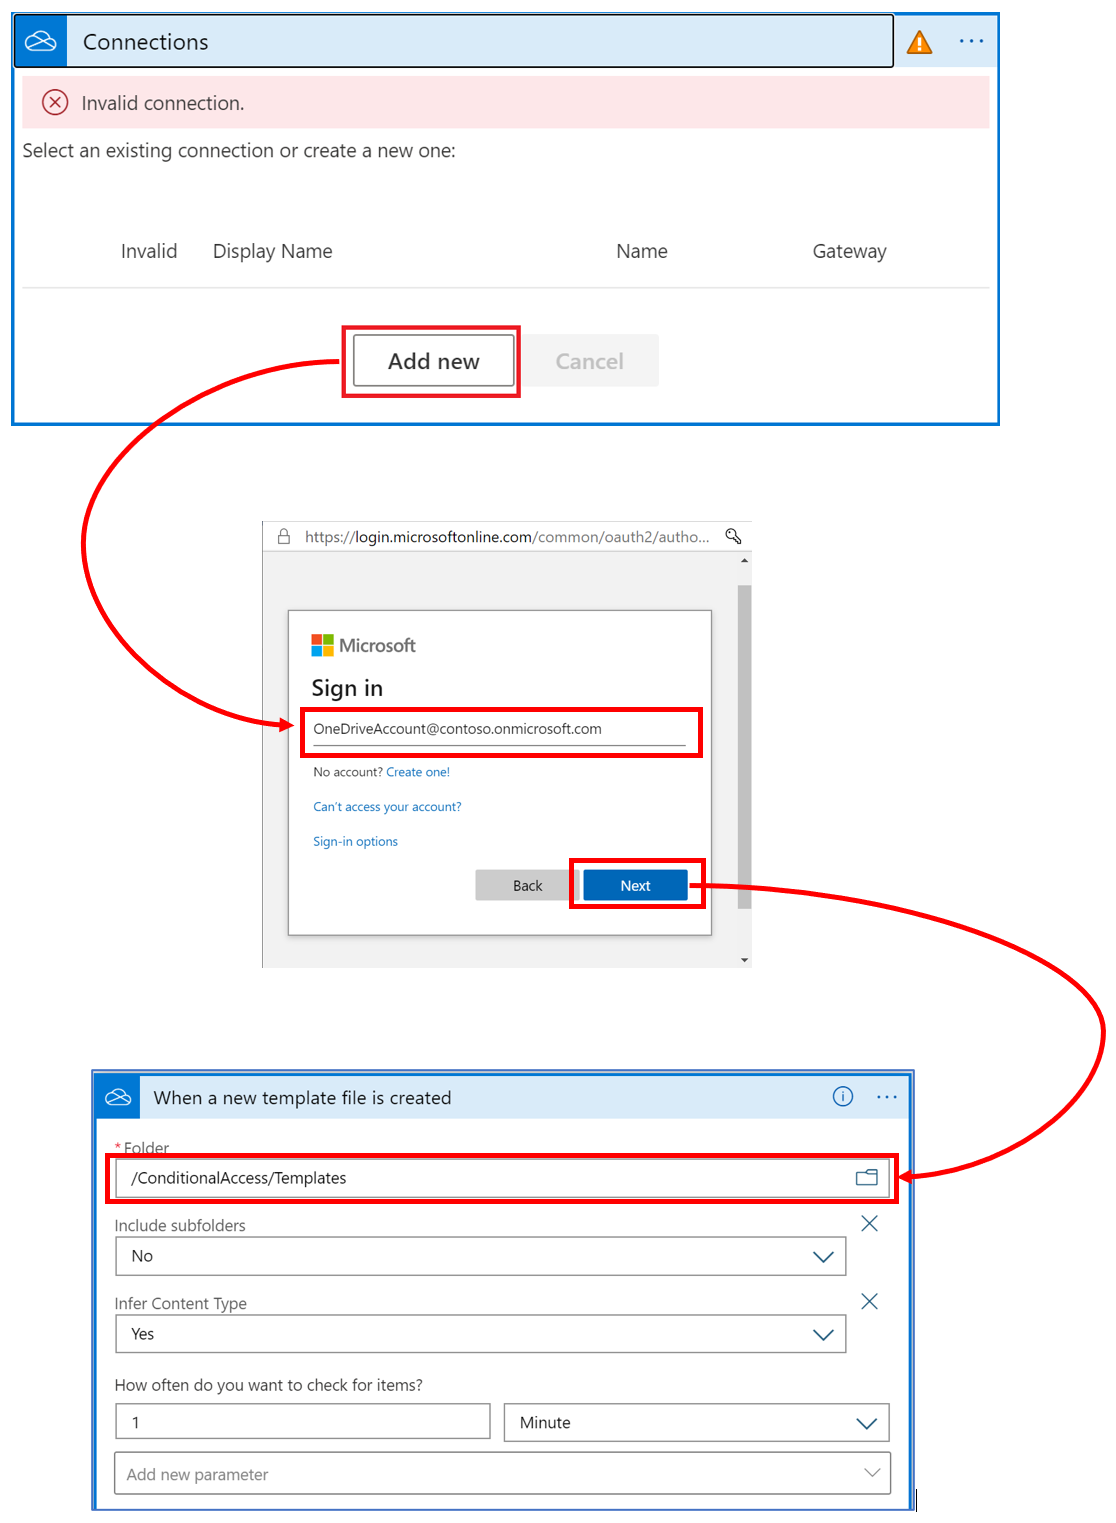 Connections
Invalid connection.
Select an existing connection or create a new one:
Invalid Display Name Name Gateway
Add new Cancel
https://login.microsoftonline.com/common/oauth2/autho...
Microsoft
Sign in
OneDriveAccount@contoso.onmicrosoft.com
No account? Create one!
Can't access your account?
Sign-in options
Back Next
When a new template file is created
* Folder
/ConditionalAccess/Templates
Include subfolders
No
Infer Content Type
Yes
How often do you want to check for items?
1 Minute
Add new parameter